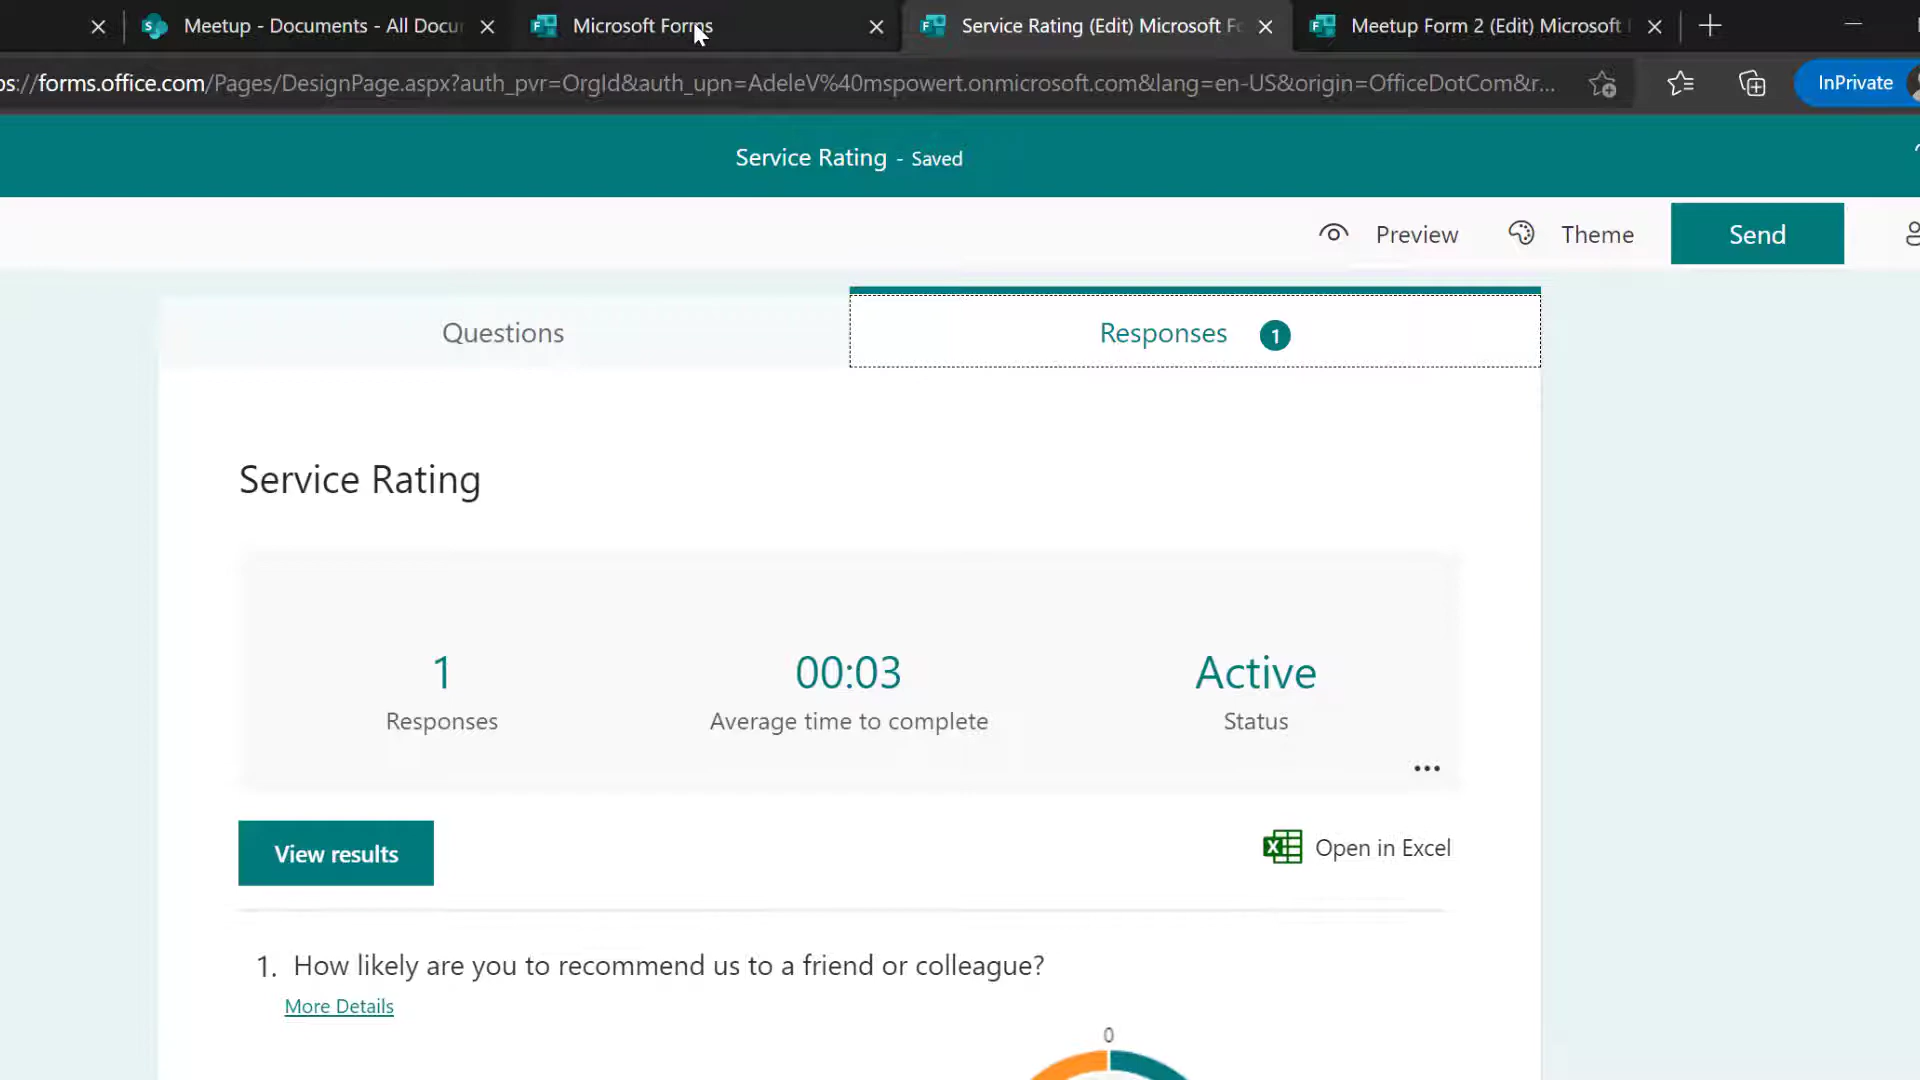 Meetup - Documents - All Docu
Microsoft Forms
Service Rating (Edit) Microsoft Fo
Meetup Form 2 (Edit) Microsoft
ps://forms.office.com/Pages/DesignPage.aspx?auth_pvr=OrgId&auth_upn=AdeleV%40mspowert.onmicrosoft.com&lang=en-US&origin=OfficeDotCom&r...
InPrivate
Service Rating - Saved
Preview
Theme
Send
Questions
Responses 1
Service Rating
1
Responses
00:03
Average time to complete
Active
Status
View results
Open in Excel
1. How likely are you to recommend us to a friend or colleague?
More Details
0